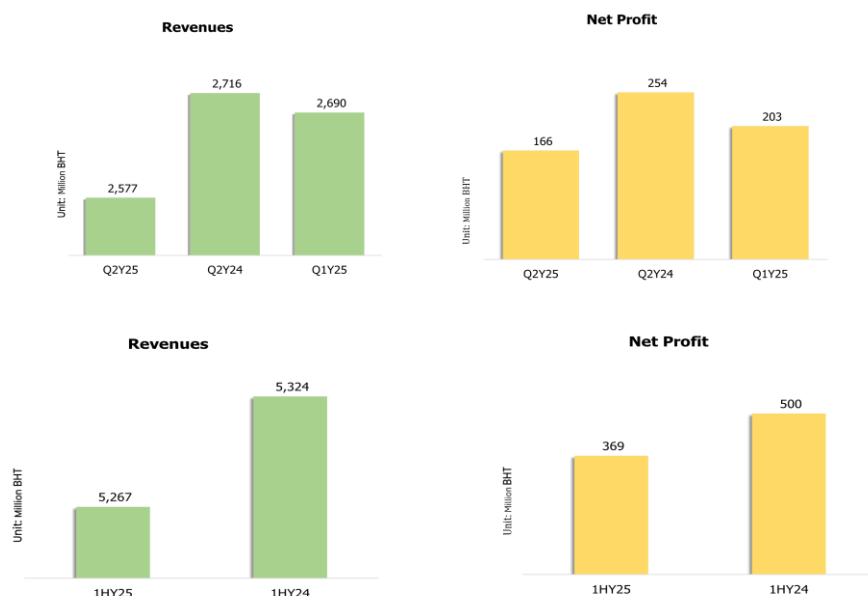 Revenues
Unit: Million BHT
2,577
2,716
2,690
Q2Y25
Q2Y24
Q1Y25
Net Profit
Unit: Million BHT
166
254
203
Q2Y25
Q2Y24
Q1Y25
Revenues
Unit: Million BHT
5,267
5,324
1HY25
1HY24
Net Profit
Unit: Million BHT
369
500
1HY25
1HY24